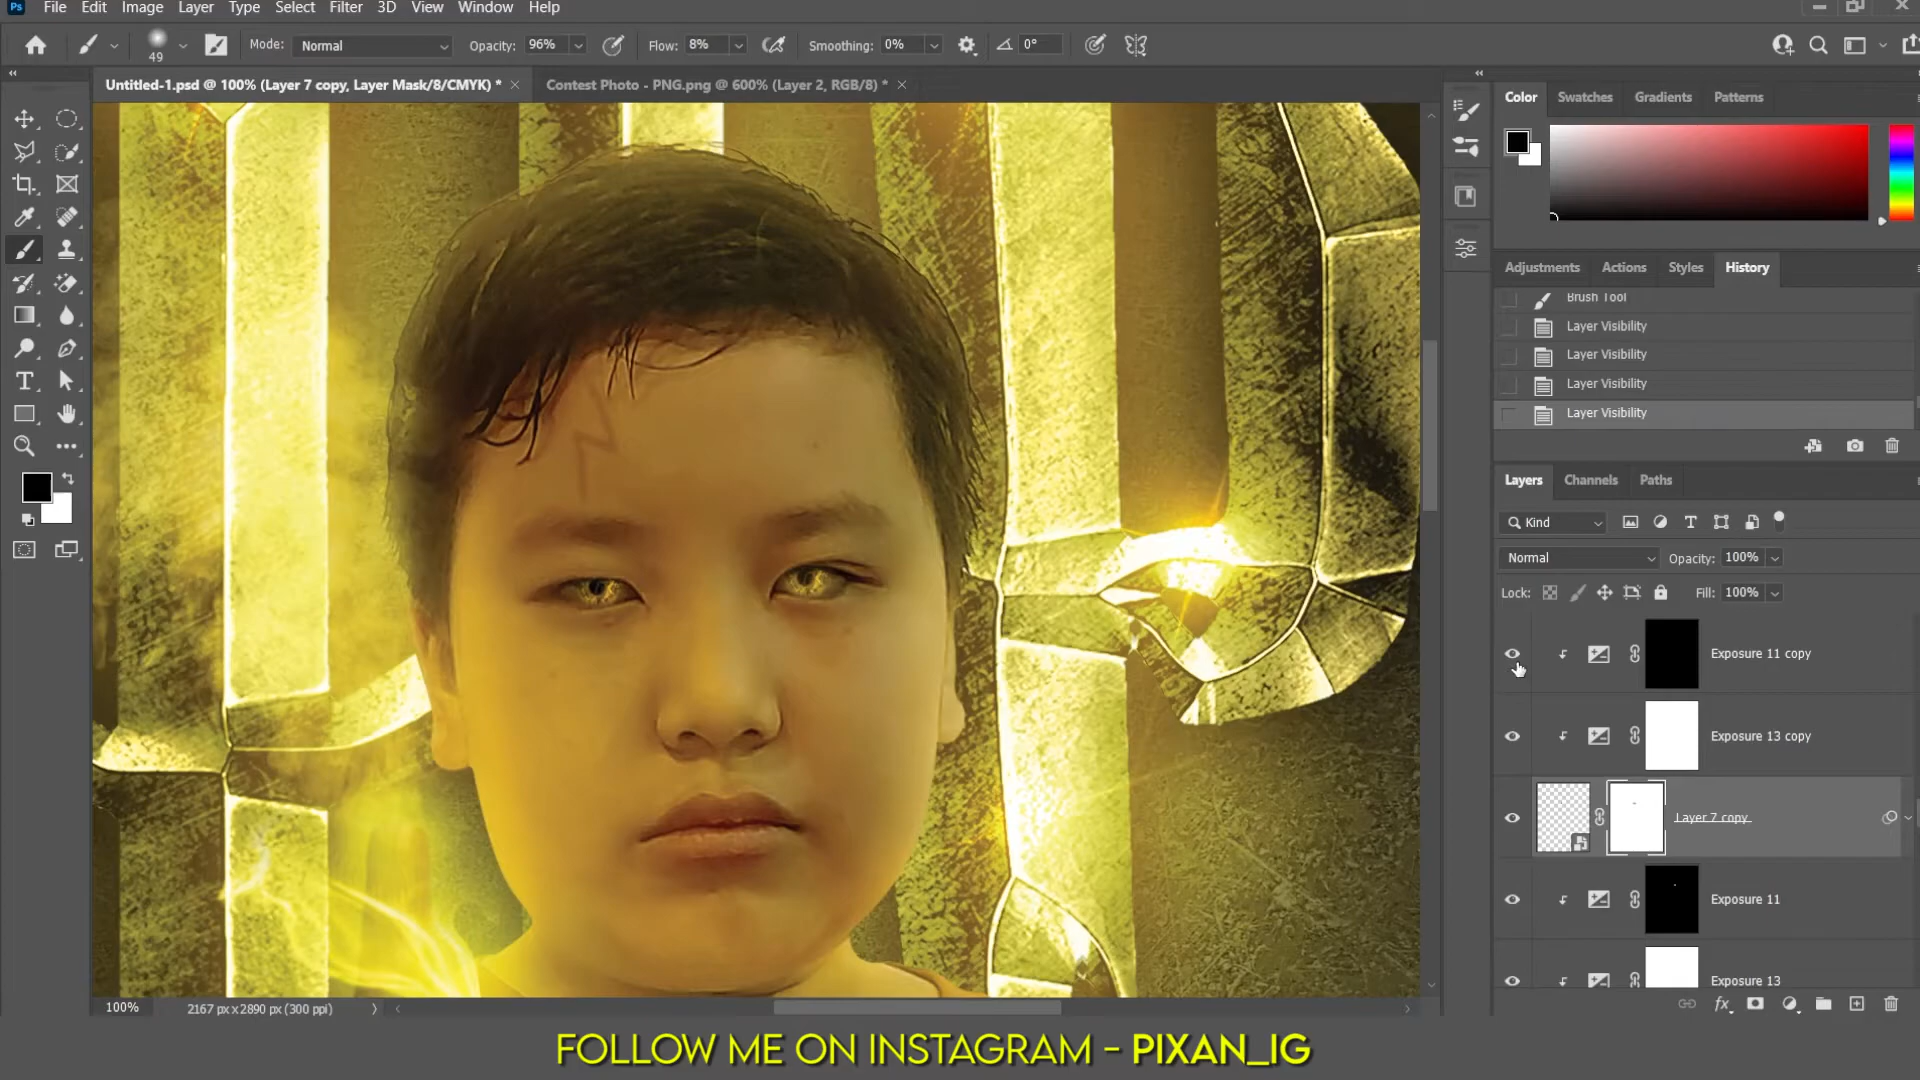 Ps File Edit Image Layer Type Select Filter 3D View Window Help
49 Mode: Normal Opacity: 96% Flow: 8% Smoothing: 0% 0°
Untitled-1.psd @ 100% (Layer 7 copy, Layer Mask/8/CMYK) * Contest Photo - PNG.png @ 600% (Layer 2, RGB/8) *
Color Swatches Gradients Patterns
Adjustments Actions Styles History
Brush Tool
Layer Visibility
Layer Visibility
Layer Visibility
Layer Visibility
Layers Channels Paths
Kind
Normal Opacity: 100%
Lock: Fill: 100%
Exposure 11 copy
Exposure 13 copy
Layer 7 copy
Exposure 11
Exposure 13
100% 2167 px x 2890 px (300 ppi)
FOLLOW ME ON INSTAGRAM - PIXAN_IG